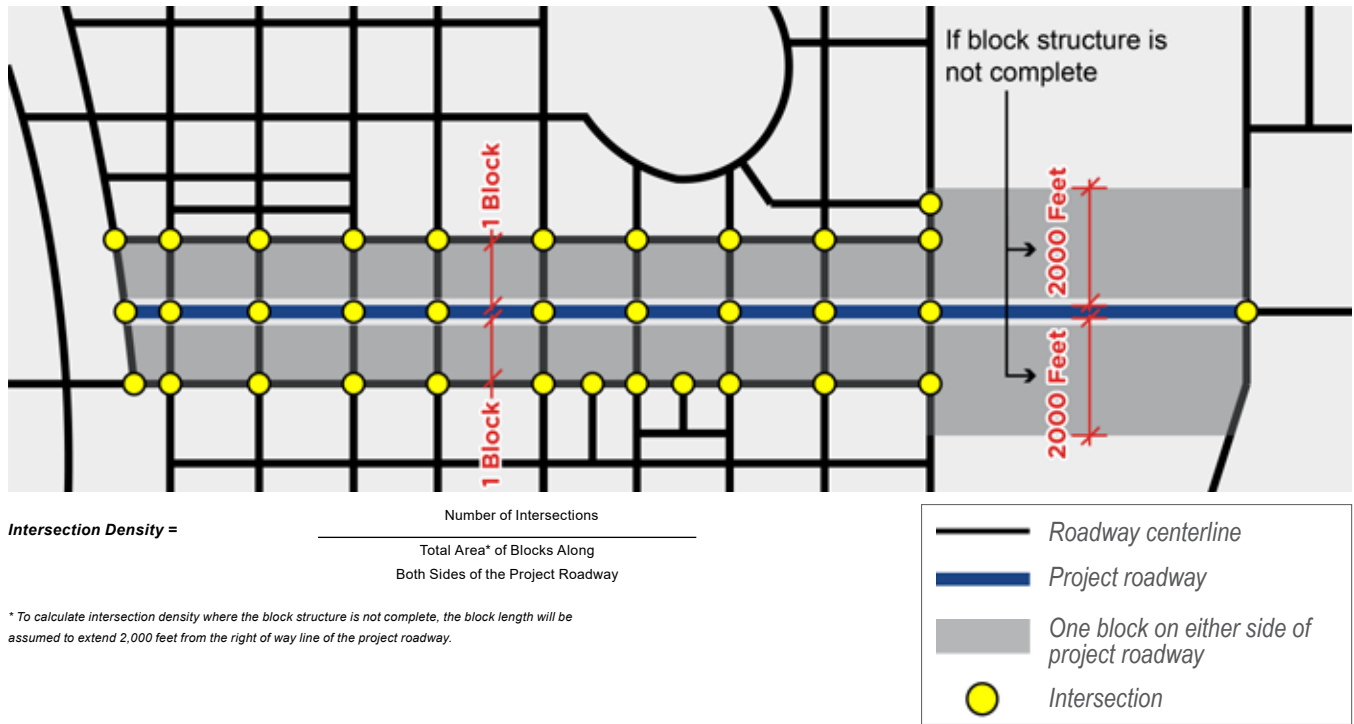 If block structure is
not complete
1 Block
2000 Feet
1 Block
2000 Feet
Intersection Density =
Number of Intersections
Total Area* of Blocks Along
Both Sides of the Project Roadway
* To calculate intersection density where the block structure is not complete, the block length will be
assumed to extend 2,000 feet from the right of way line of the project roadway.
Roadway centerline
Project roadway
One block on either side of
project roadway
Intersection